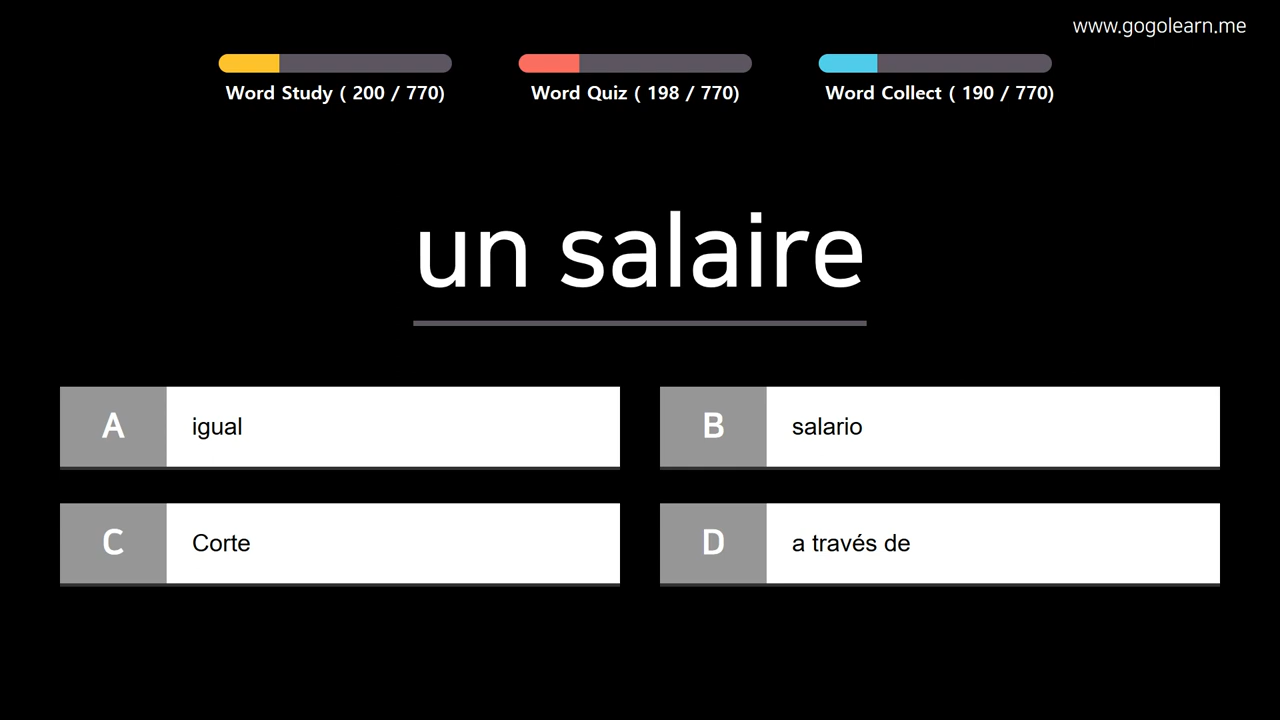 www.gogolearn.me
Word Study ( 200 / 770)
Word Quiz ( 198 / 770)
Word Collect ( 190 / 770)
un salaire
A igual
B salario
C Corte
D a través de